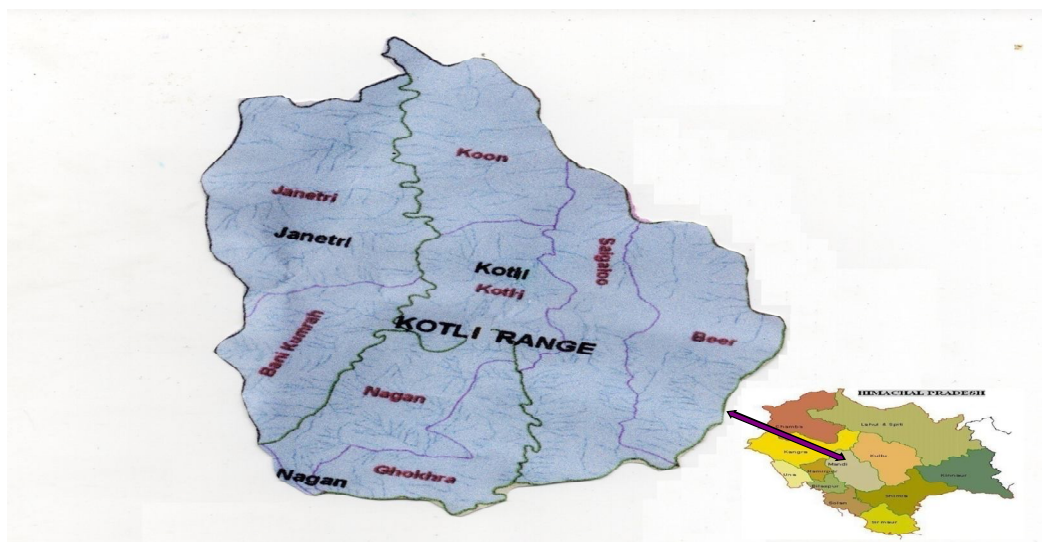 Koon
Janetri
Janetri
Saigaloo
Kotli
Kotli
KOTLI RANGE
Bani Kumrah
Beer
Nagan
Ghokhra
Nagan
HIMACHAL PRADESH
Chamba
Lahul & Spiti
Kangra
Kullu
Mandi
Una
Hamirpur
Kinnaur
Bilaspur
Shimla
Solan
Sirmaur